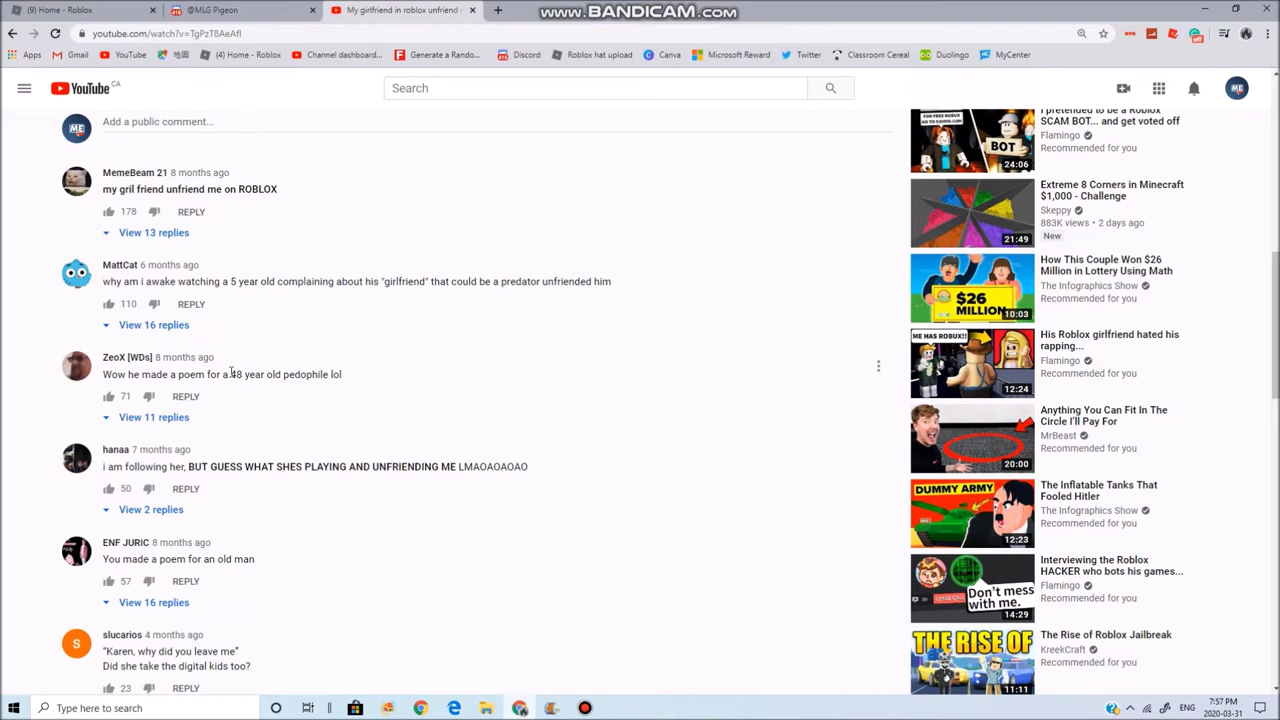 (9) Home - Roblox
@MLG Pigeon
My girlfriend in roblox unfriend
www.BANDICAM.com
youtube.com/watch?v=TgPzT8AeAfI
Apps
Gmail
YouTube
地圖
(4) Home - Roblox
Channel dashboard...
Generate a Rando...
Discord
Roblox hat upload
Canva
Microsoft Reward
Twitter
Classroom Cereal
Duolingo
MyCenter
YouTube CA
Search
ME
Add a public comment...
MemeBeam 21 8 months ago
my gril friend unfriend me on ROBLOX
178 REPLY
View 13 replies
MattCat 6 months ago
why am i awake watching a 5 year old complaining about his "girlfriend" that could be a predator unfriended him
110 REPLY
View 16 replies
ZeoX [WDs] 8 months ago
Wow he made a poem for a 48 year old pedophile lol
71 REPLY
View 11 replies
hanaa 7 months ago
i am following her, BUT GUESS WHAT SHES PLAYING AND UNFRIENDING ME LMAOAOAOAO
50 REPLY
View 2 replies
ENF JURIC 8 months ago
You made a poem for an old man
57 REPLY
View 16 replies
S
slucarios 4 months ago
"Karen, why did you leave me"
Did she take the digital kids too?
23 REPLY
FOR FREE ROBUX
BOT
24:06
I pretended to be a Roblox
SCAM BOT... and get voted off
Flamingo
Recommended for you
21:49
Extreme 8 Corners in Minecraft
$1,000 - Challenge
Skeppy
883K views • 2 days ago
New
$26
MILLION
10:03
How This Couple Won $26
Million in Lottery Using Math
The Infographics Show
Recommended for you
ME HAS ROBUX!!
12:24
His Roblox girlfriend hated his
rapping...
Flamingo
Recommended for you
20:00
Anything You Can Fit In The
Circle I'll Pay For
MrBeast
Recommended for you
DUMMY ARMY
12:23
The Inflatable Tanks That
Fooled Hitler
The Infographics Show
Recommended for you
Don't mess
with me.
14:29
Interviewing the Roblox
HACKER who bots his games...
Flamingo
Recommended for you
THE RISE OF
11:11
The Rise of Roblox Jailbreak
KreekCraft
Recommended for you
Type here to search
ENG
7:57 PM
2020-03-31